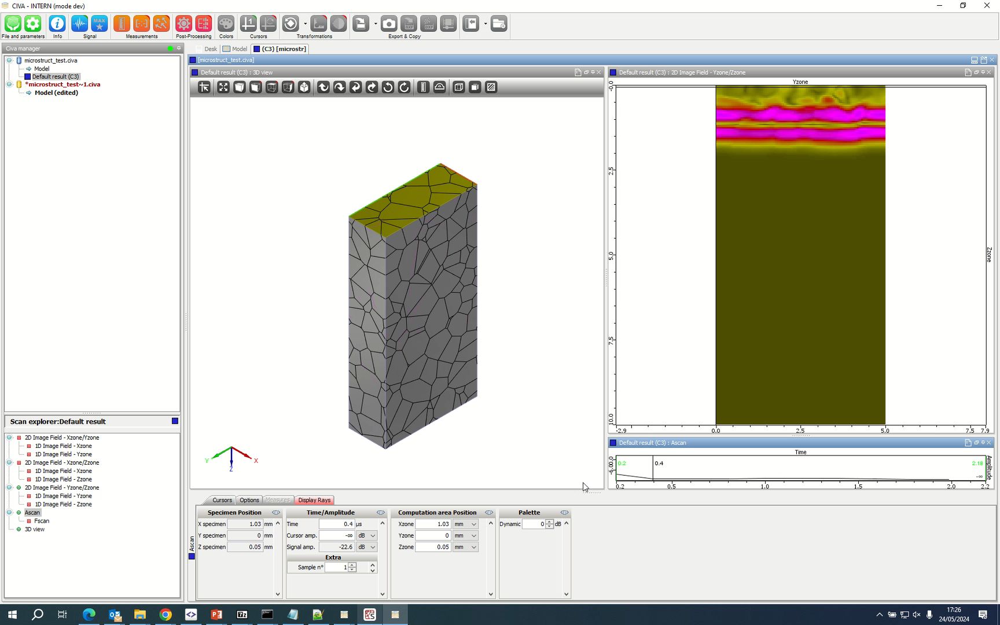 CIVA - INTERN (mode dev)
File and parameters
Info
Signal
MAX
Measurements
Post-Processing
Colors
Cursors
Transformations
DXF
Export & Copy
Civa manager
microstruct_test.civa
Model
Default result (C3)
*microstruct_test~1.civa
Model (edited)
Scan explorer:Default result
2D Image Field - Xzone/Yzone
1D Image Field - Xzone
1D Image Field - Yzone
2D Image Field - Xzone/Zzone
1D Image Field - Xzone
1D Image Field - Zzone
2D Image Field - Yzone/Zzone
1D Image Field - Yzone
1D Image Field - Zzone
Ascan
Fscan
3D view
Desk
Model
(C3) [microstr]
[microstruct_test.civa]
Default result (C3) : 3D view
Y
X
Z
Default result (C3) : 2D Image Field - Yzone/Zzone
Yzone
-0.0
2.5
5.0
7.5
10.0
Zzone
-2.9
0.0
2.5
5.0
7.5
7.9
Default result (C3) : Ascan
Time
0.2
0.4
2.18
-∞
Amplitude
0.2
0.5
1.0
1.5
2.0
2.2
Cursors
Options
Measures
Display Rays
Ascan
Specimen Position
X specimen 1.03 mm
Y specimen 0 mm
Z specimen 0.05 mm
Time/Amplitude
Time 0.4 µs
Cursor amp. -∞ dB
Signal amp. -22.6 dB
Extra
Sample n° 1
Computation area Position
Xzone 1.03 mm
Yzone 0 mm
Zzone 0.05 mm
Palette
Dynamic 0 dB
17:26
24/05/2024